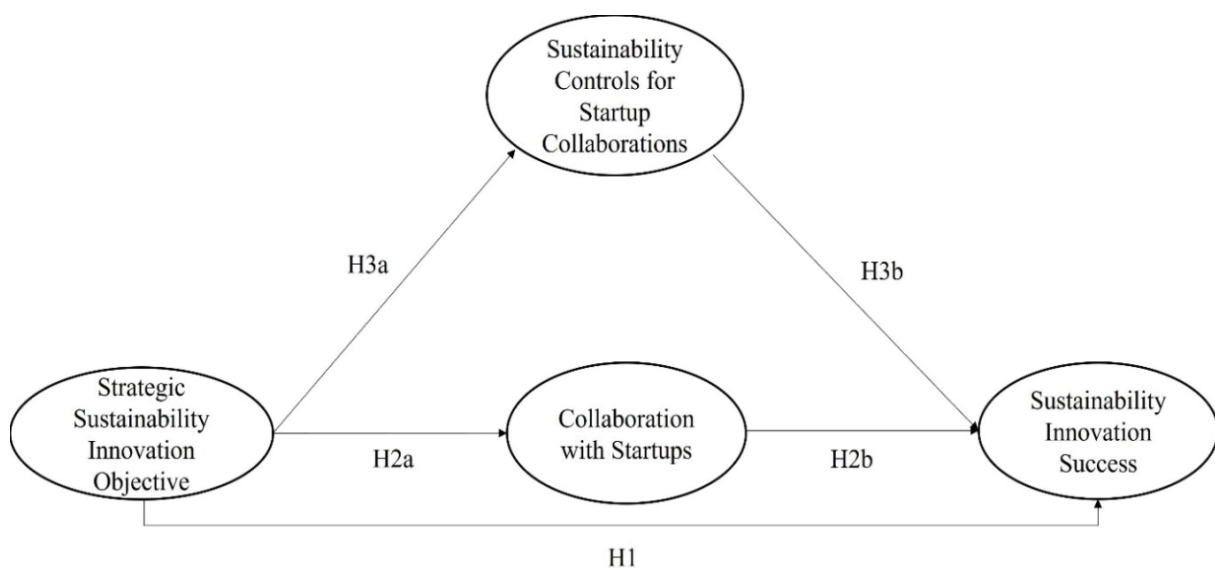 Sustainability
Controls for
Startup
Collaborations
H3a
H3b
Strategic
Sustainability
Innovation
Objective
H2a
Collaboration
with Startups
H2b
Sustainability
Innovation
Success
H1